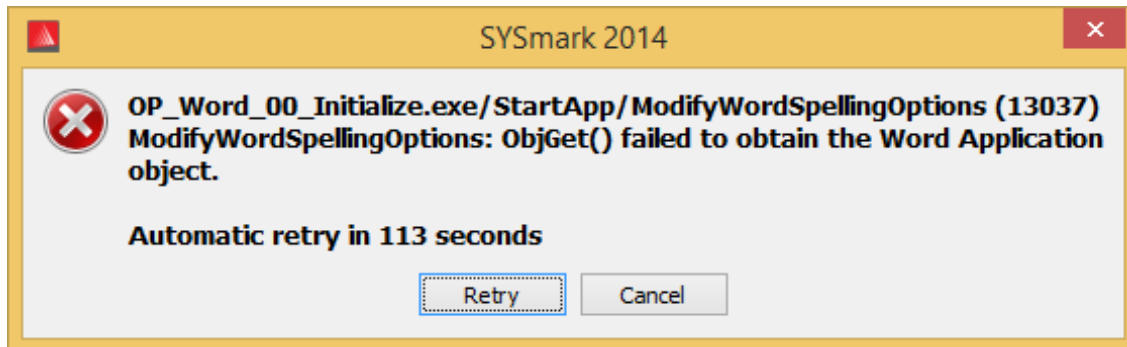 SYSmark 2014
OP_Word_00_Initialize.exe/StartApp/ModifyWordSpellingOptions (13037)
ModifyWordSpellingOptions: ObjGet() failed to obtain the Word Application
object.
Automatic retry in 113 seconds
Retry
Cancel